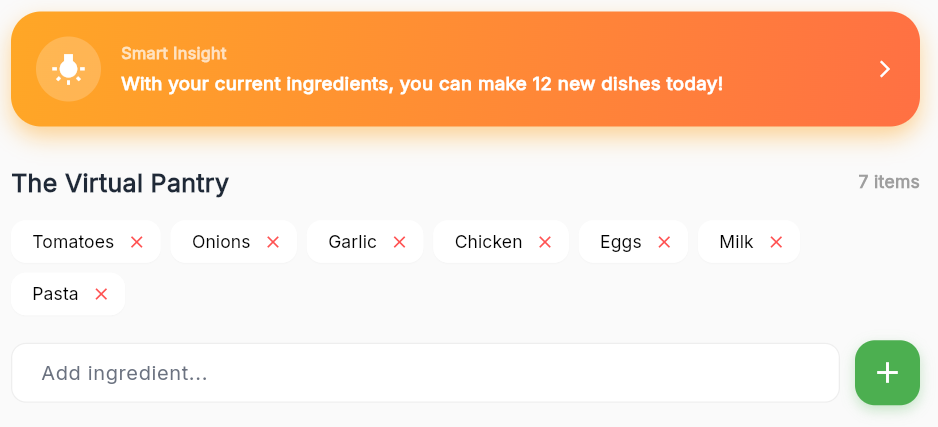 Smart Insight
With your current ingredients, you can make 12 new dishes today!
The Virtual Pantry 7 items
Tomatoes Onions Garlic Chicken Eggs Milk
Pasta
Add ingredient...